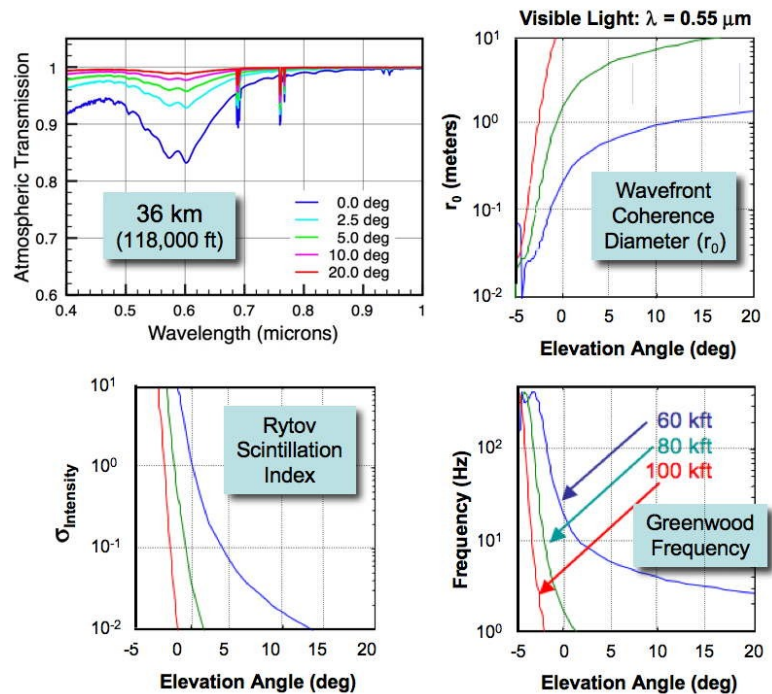 Visible Light: λ = 0.55 μm
Atmospheric Transmission
1
0.9
1
0.8
1
0.7
0.6
36 km
(118,000 ft)
0.0 deg
2.5 deg
5.0 deg
10.0 deg
20.0 deg
0.4 0.5 0.6 0.7 0.8 0.9 1
Wavelength (microns)
r₀ (meters)
10¹
10⁰
10⁻¹
10⁻²
Wavefront
Coherence
Diameter (r₀)
-5 0 5 10 15 20
Elevation Angle (deg)
σIntensity
10¹
10⁰
10⁻¹
10⁻²
Rytov
Scintillation
Index
-5 0 5 10 15 20
Elevation Angle (deg)
Frequency (Hz)
10²
10¹
10⁰
60 kft
80 kft
100 kft
Greenwood
Frequency
-5 0 5 10 15 20
Elevation Angle (deg)